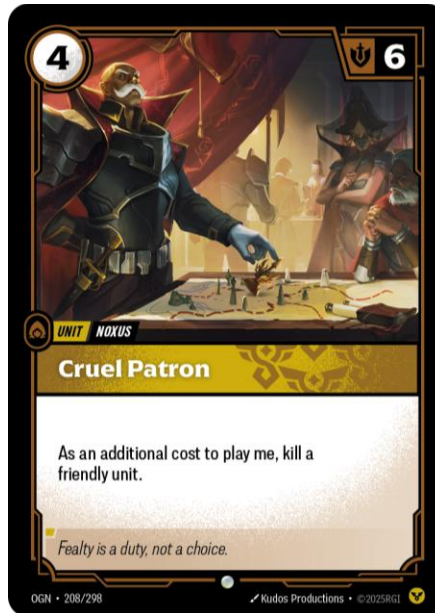 4
6
UNIT NOXUS
Cruel Patron
As an additional cost to play me, kill a
friendly unit.
Fealty is a duty, not a choice.
OGN • 208/298 Kudos Productions • ©2025RGI